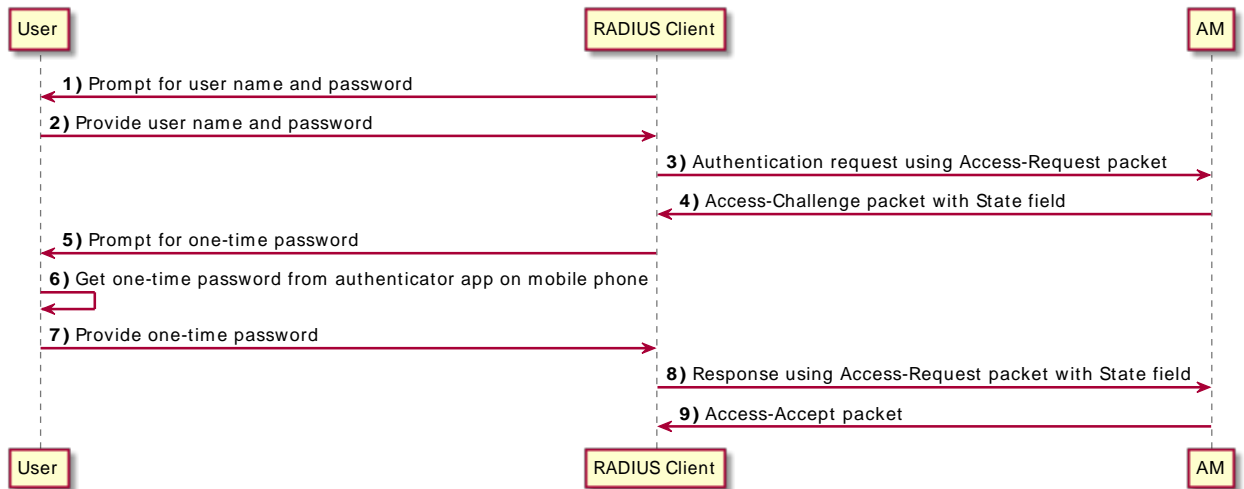 User
RADIUS Client
AM
1) Prompt for user name and password
2) Provide user name and password
3) Authentication request using Access-Request packet
4) Access-Challenge packet with State field
5) Prompt for one-time password
6) Get one-time password from authenticator app on mobile phone
7) Provide one-time password
8) Response using Access-Request packet with State field
9) Access-Accept packet
User
RADIUS Client
AM